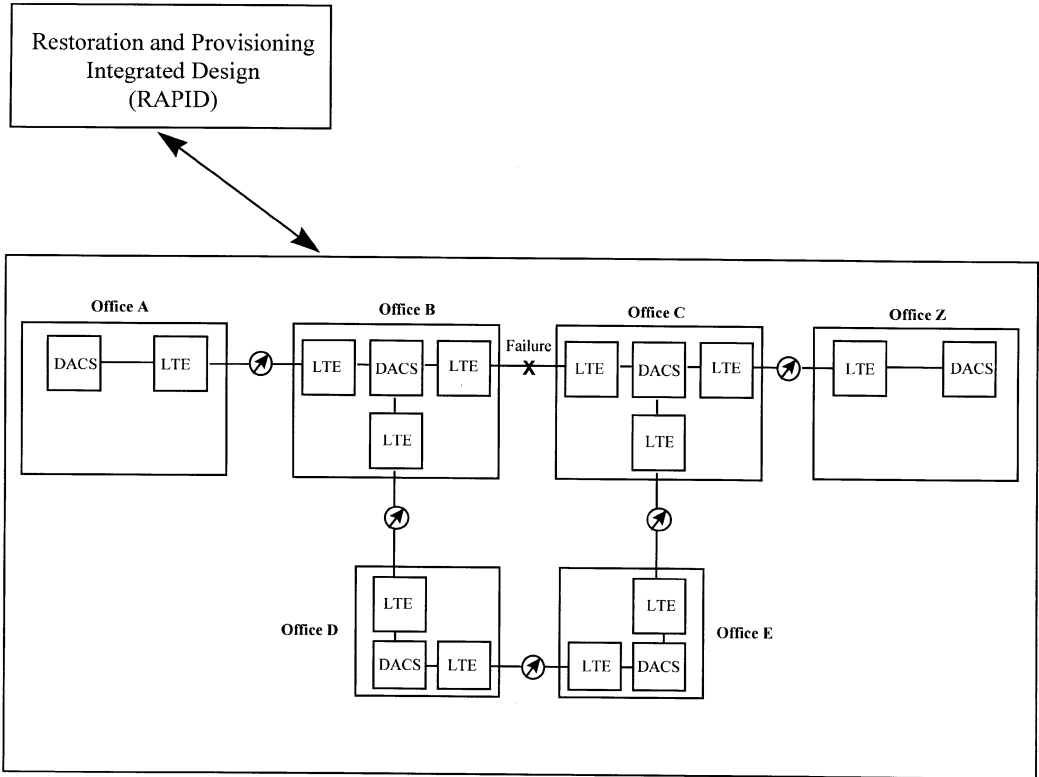 Restoration and Provisioning
Integrated Design
(RAPID)
Office A
Office B
Office C
Office Z
DACS
LTE
LTE
DACS
LTE
Failure
X
LTE
DACS
LTE
LTE
DACS
LTE
LTE
Office D
LTE
DACS
LTE
LTE
LTE
DACS
Office E